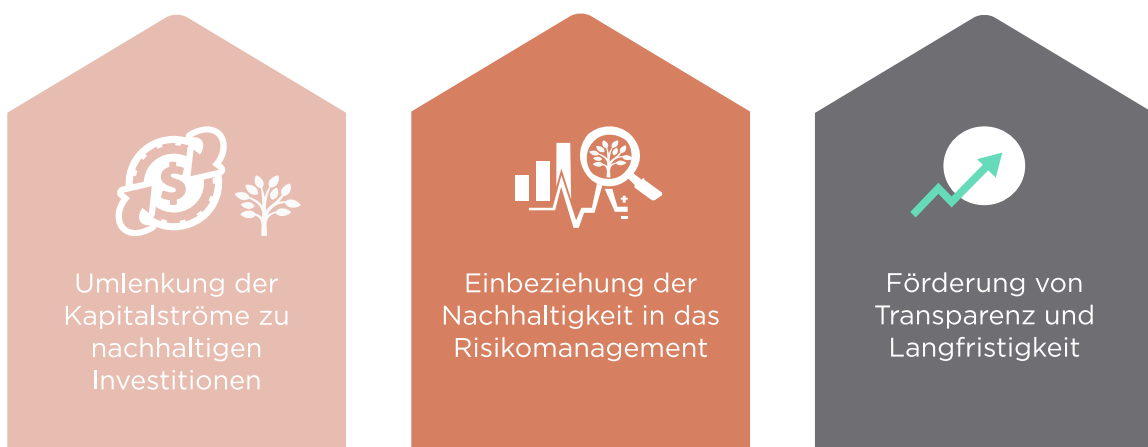 Umlenkung der
Kapitalströme zu
nachhaltigen
Investitionen
Einbeziehung der
Nachhaltigkeit in das
Risikomanagement
Förderung von
Transparenz und
Langfristigkeit